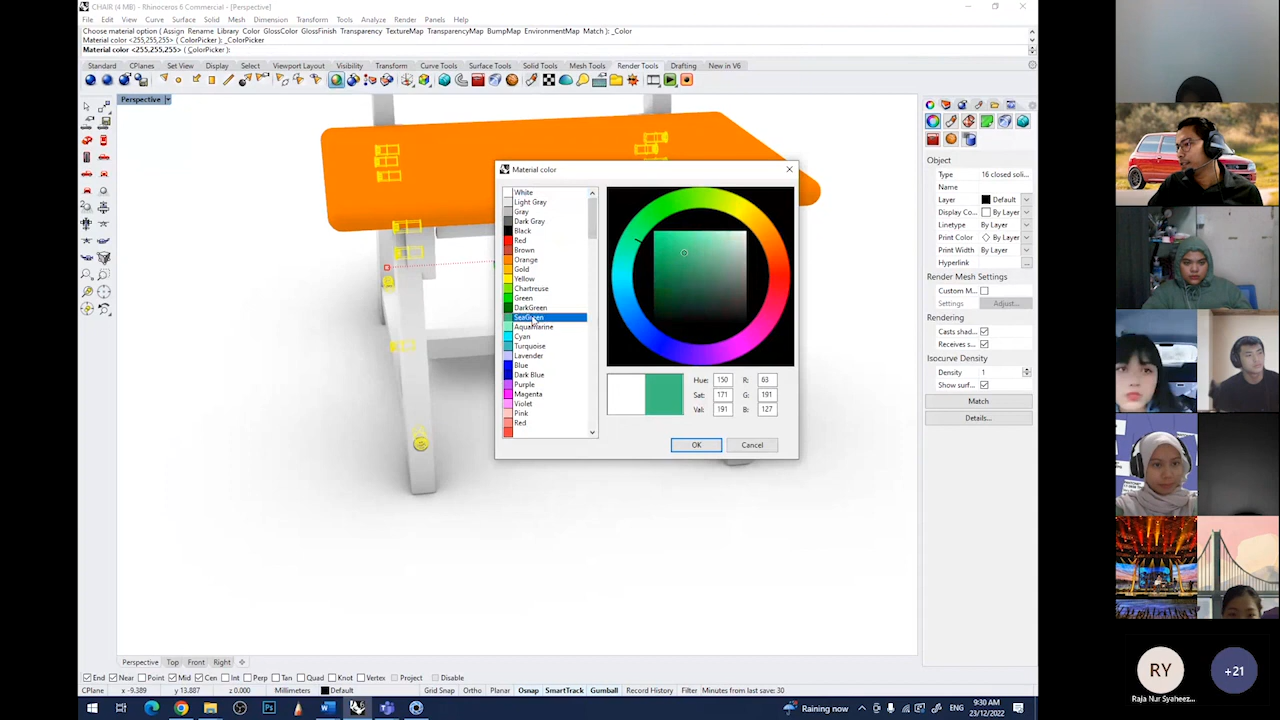 CHAIR (4 MB) - Rhinoceros 6 Commercial - [Perspective]
File Edit View Curve Surface Solid Mesh Dimension Transform Tools Analyze Render Panels Help
Choose material option ( Assign Rename Library Color GlossColor GlossFinish Transparency TextureMap TransparencyMap BumpMap EnvironmentMap Match ): _Color
Material color <255,255,255> ( ColorPicker ): _ColorPicker
Material color <255,255,255> ( ColorPicker ):
Standard CPlanes Set View Display Select Viewport Layout Visibility Transform Curve Tools Surface Tools Solid Tools Mesh Tools Render Tools Drafting New in V6
Perspective
Material color
White
Light Gray
Gray
Dark Gray
Black
Red
Brown
Orange
Gold
Yellow
Chartreuse
Green
DarkGreen
SeaGreen
Aquamarine
Cyan
Turquoise
Lavender
Blue
Dark Blue
Purple
Magenta
Violet
Pink
Red
Hue: 150 R: 63
Sat: 171 G: 191
Val: 191 B: 127
OK Cancel
Object
Type 16 closed soli...
Name
Layer Default
Display Co... By Layer
Linetype By Layer
Print Color By Layer
Print Width By Layer
Hyperlink ...
Render Mesh Settings
Custom M...
Settings Adjust...
Rendering
Casts shad...
Receives s...
Isocurve Density
Density 1
Show surf...
Match
Details...
Perspective Top Front Right
End Near Point Mid Cen Int Perp Tan Quad Knot Vertex Project Disable
CPlane x -9.389 y 13.887 z 0.000 Millimeters Default Grid Snap Ortho Planar Osnap SmartTrack Gumball Record History Filter Minutes from last save: 30
Raining now ENG 9:30 AM
23/12/2022
RY
Raja Nur Syaheez...
+21